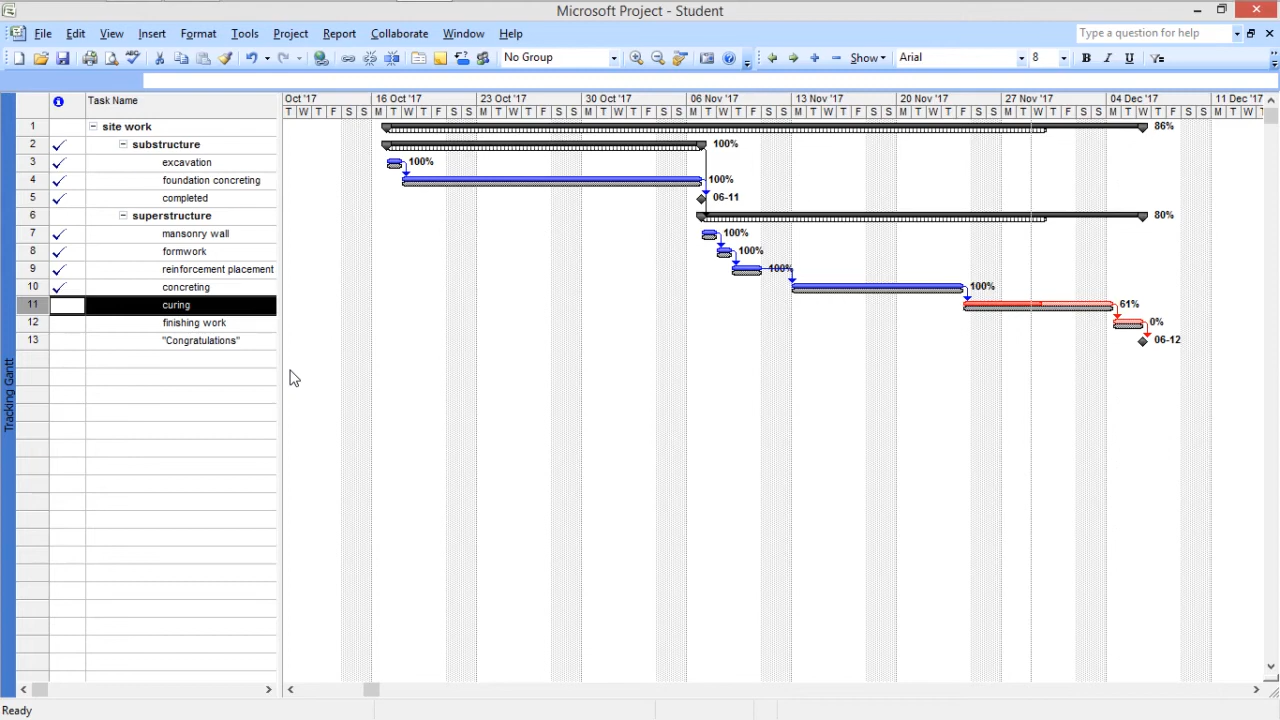 Microsoft Project - Student
File Edit View Insert Format Tools Project Report Collaborate Window Help
Type a question for help
No Group Show Arial 8 B I U
Task Name
Oct '17 16 Oct '17 23 Oct '17 30 Oct '17 06 Nov '17 13 Nov '17 20 Nov '17 27 Nov '17 04 Dec '17 11 Dec '17
T W T F S S M T W T F S S M T W T F S S M T W T F S S M T W T F S S M T W T F S S M T W T F S S M T W T F S S M T W T F S S M T W T
1 site work 86%
2 substructure 100%
3 excavation 100%
4 foundation concreting 100%
5 completed 06-11
6 superstructure 80%
7 mansonry wall 100%
8 formwork 100%
9 reinforcement placement 100%
10 concreting 100%
11 curing 61%
12 finishing work 0%
13 "Congratulations" 06-12
Tracking Gantt
Ready